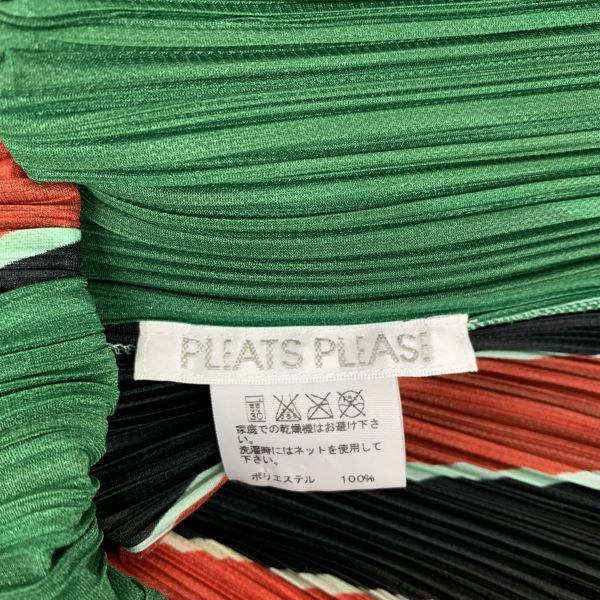 PLEATS PLEASE
家庭での乾燥機はお避け下さ
い。
洗濯時にはネットを使用して
下さい。
ポリエステル 100%